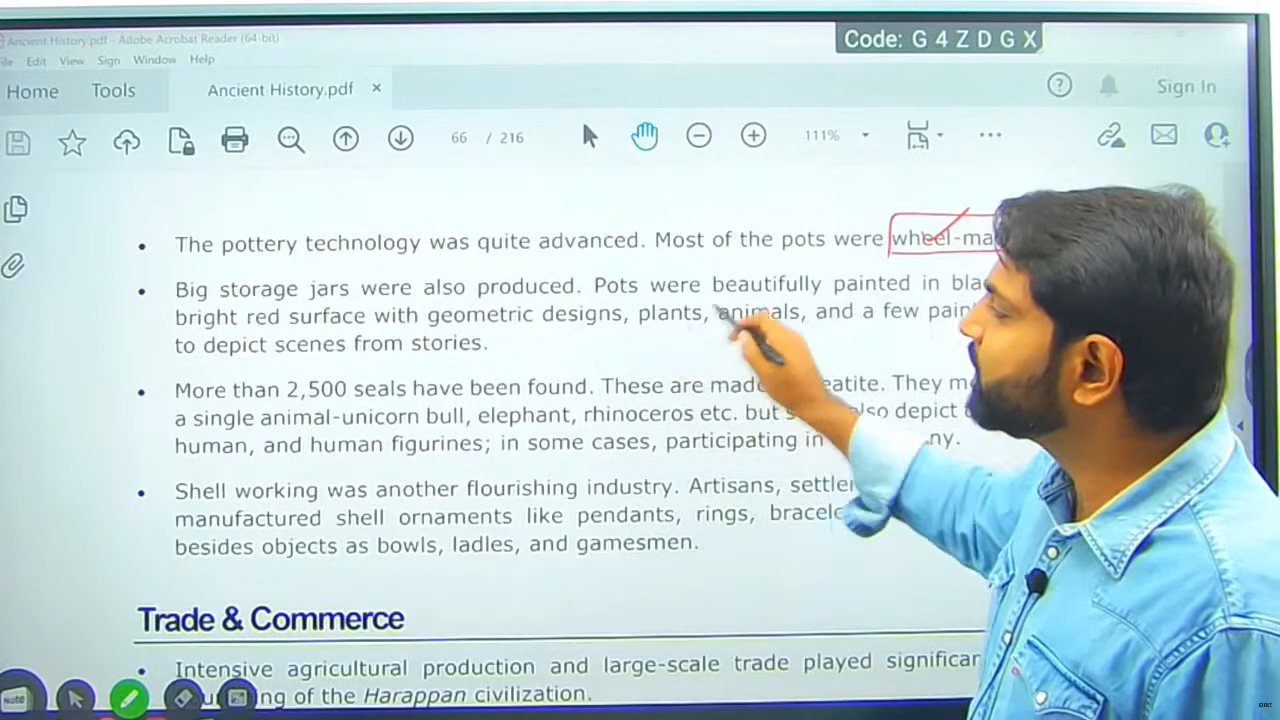 Ancient History.pdf - Adobe Acrobat Reader (64-bit)
Code: G 4 Z D G X
Edit View Sign Window Help
Home Tools Ancient History.pdf × ? Sign In
66 / 216 111%
• The pottery technology was quite advanced. Most of the pots were wheel-ma
• Big storage jars were also produced. Pots were beautifully painted in bla
bright red surface with geometric designs, plants, animals, and a few pain
to depict scenes from stories.
• More than 2,500 seals have been found. These are made eatite. They m
a single animal-unicorn bull, elephant, rhinoceros etc. but s also depict
human, and human figurines; in some cases, participating in ny.
• Shell working was another flourishing industry. Artisans, settle
manufactured shell ornaments like pendants, rings, bracele
besides objects as bowls, ladles, and gamesmen.
Trade & Commerce
• Intensive agricultural production and large-scale trade played significan
ng of the Harappan civilization.
Note